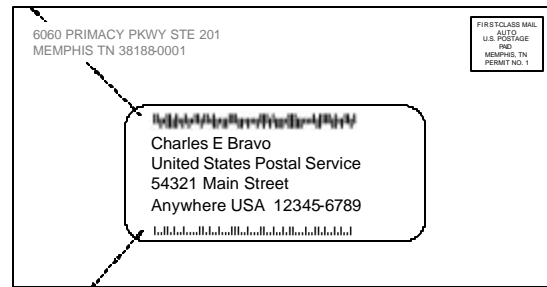 6060 PRIMACY PKWY STE 201
MEMPHIS TN 38188-0001
FIRST-CLASS MAIL
AUTO
U.S. POSTAGE
PAID
MEMPHIS, TN
PERMIT NO. 1
Charles E Bravo
United States Postal Service
54321 Main Street
Anywhere USA 12345-6789